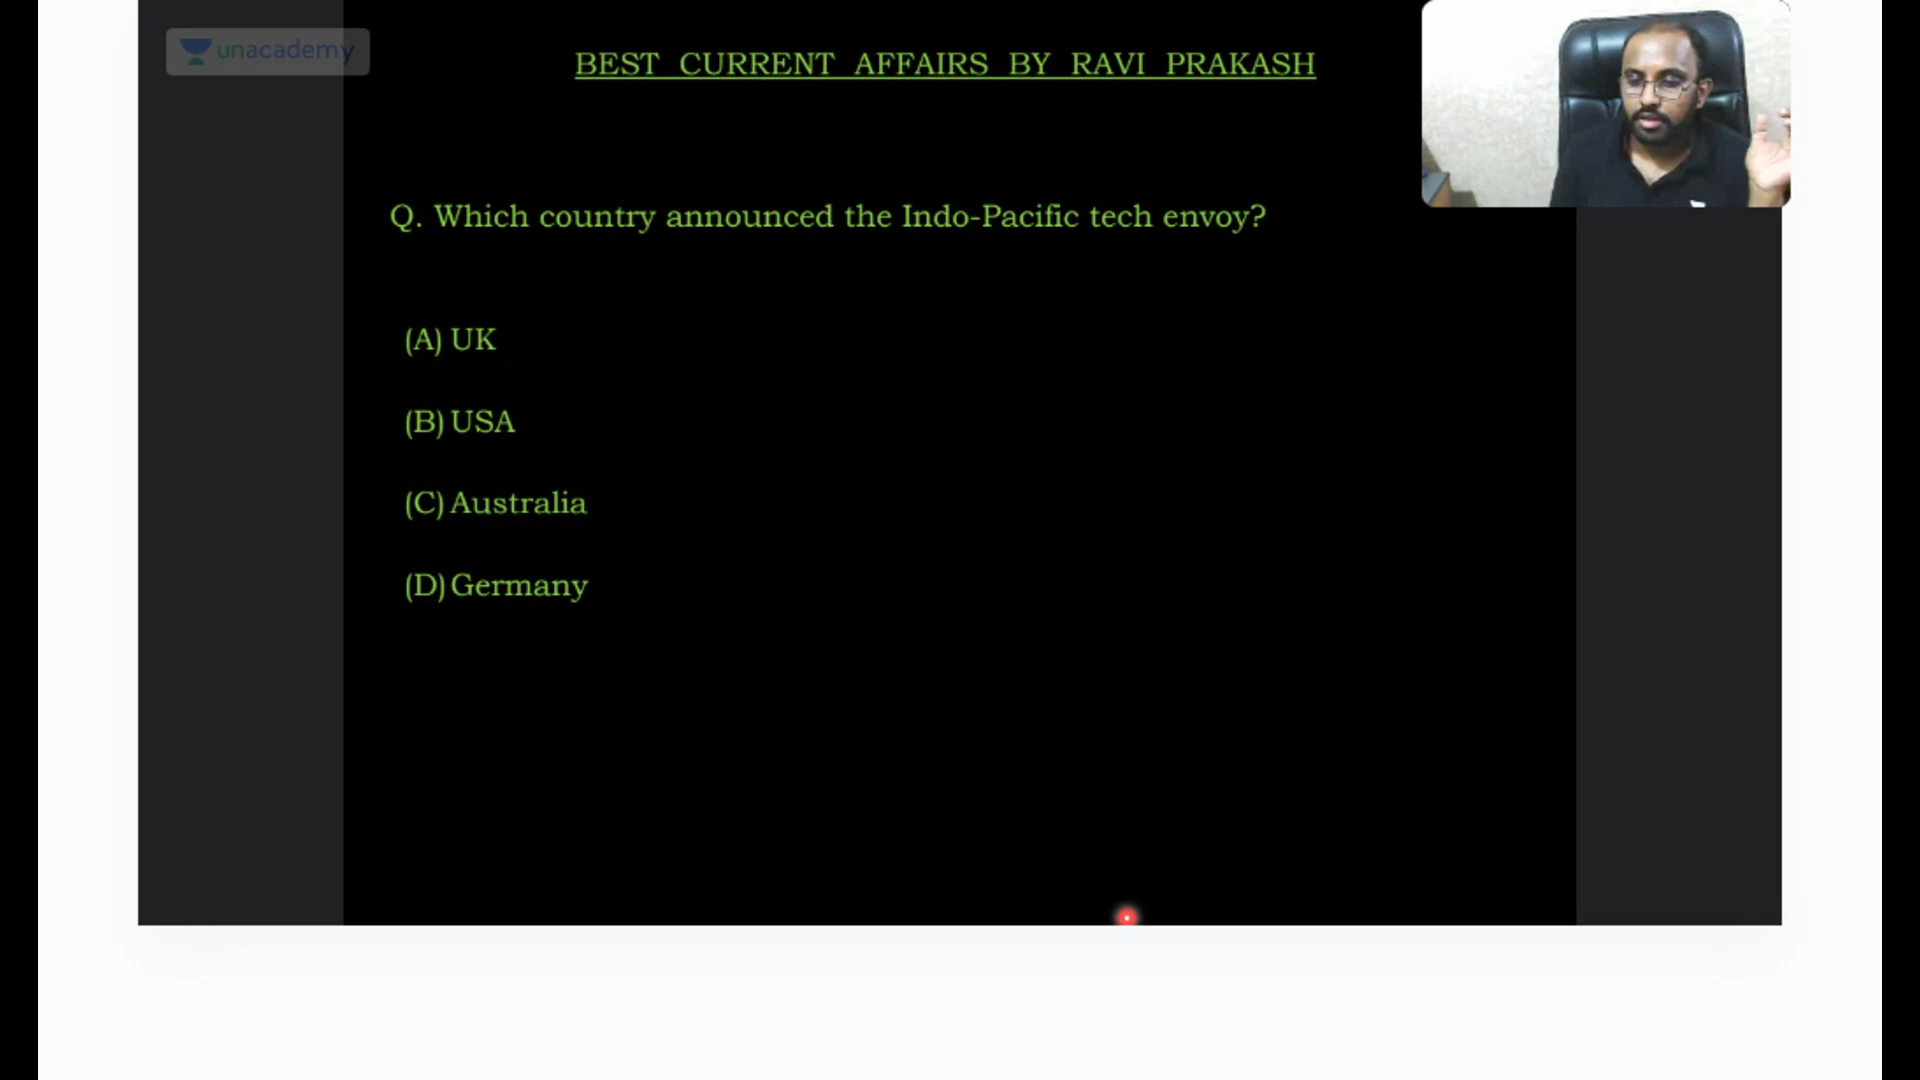 unacademy
BEST CURRENT AFFAIRS BY RAVI PRAKASH
Q. Which country announced the Indo-Pacific tech envoy?
(A) UK
(B) USA
(C) Australia
(D) Germany